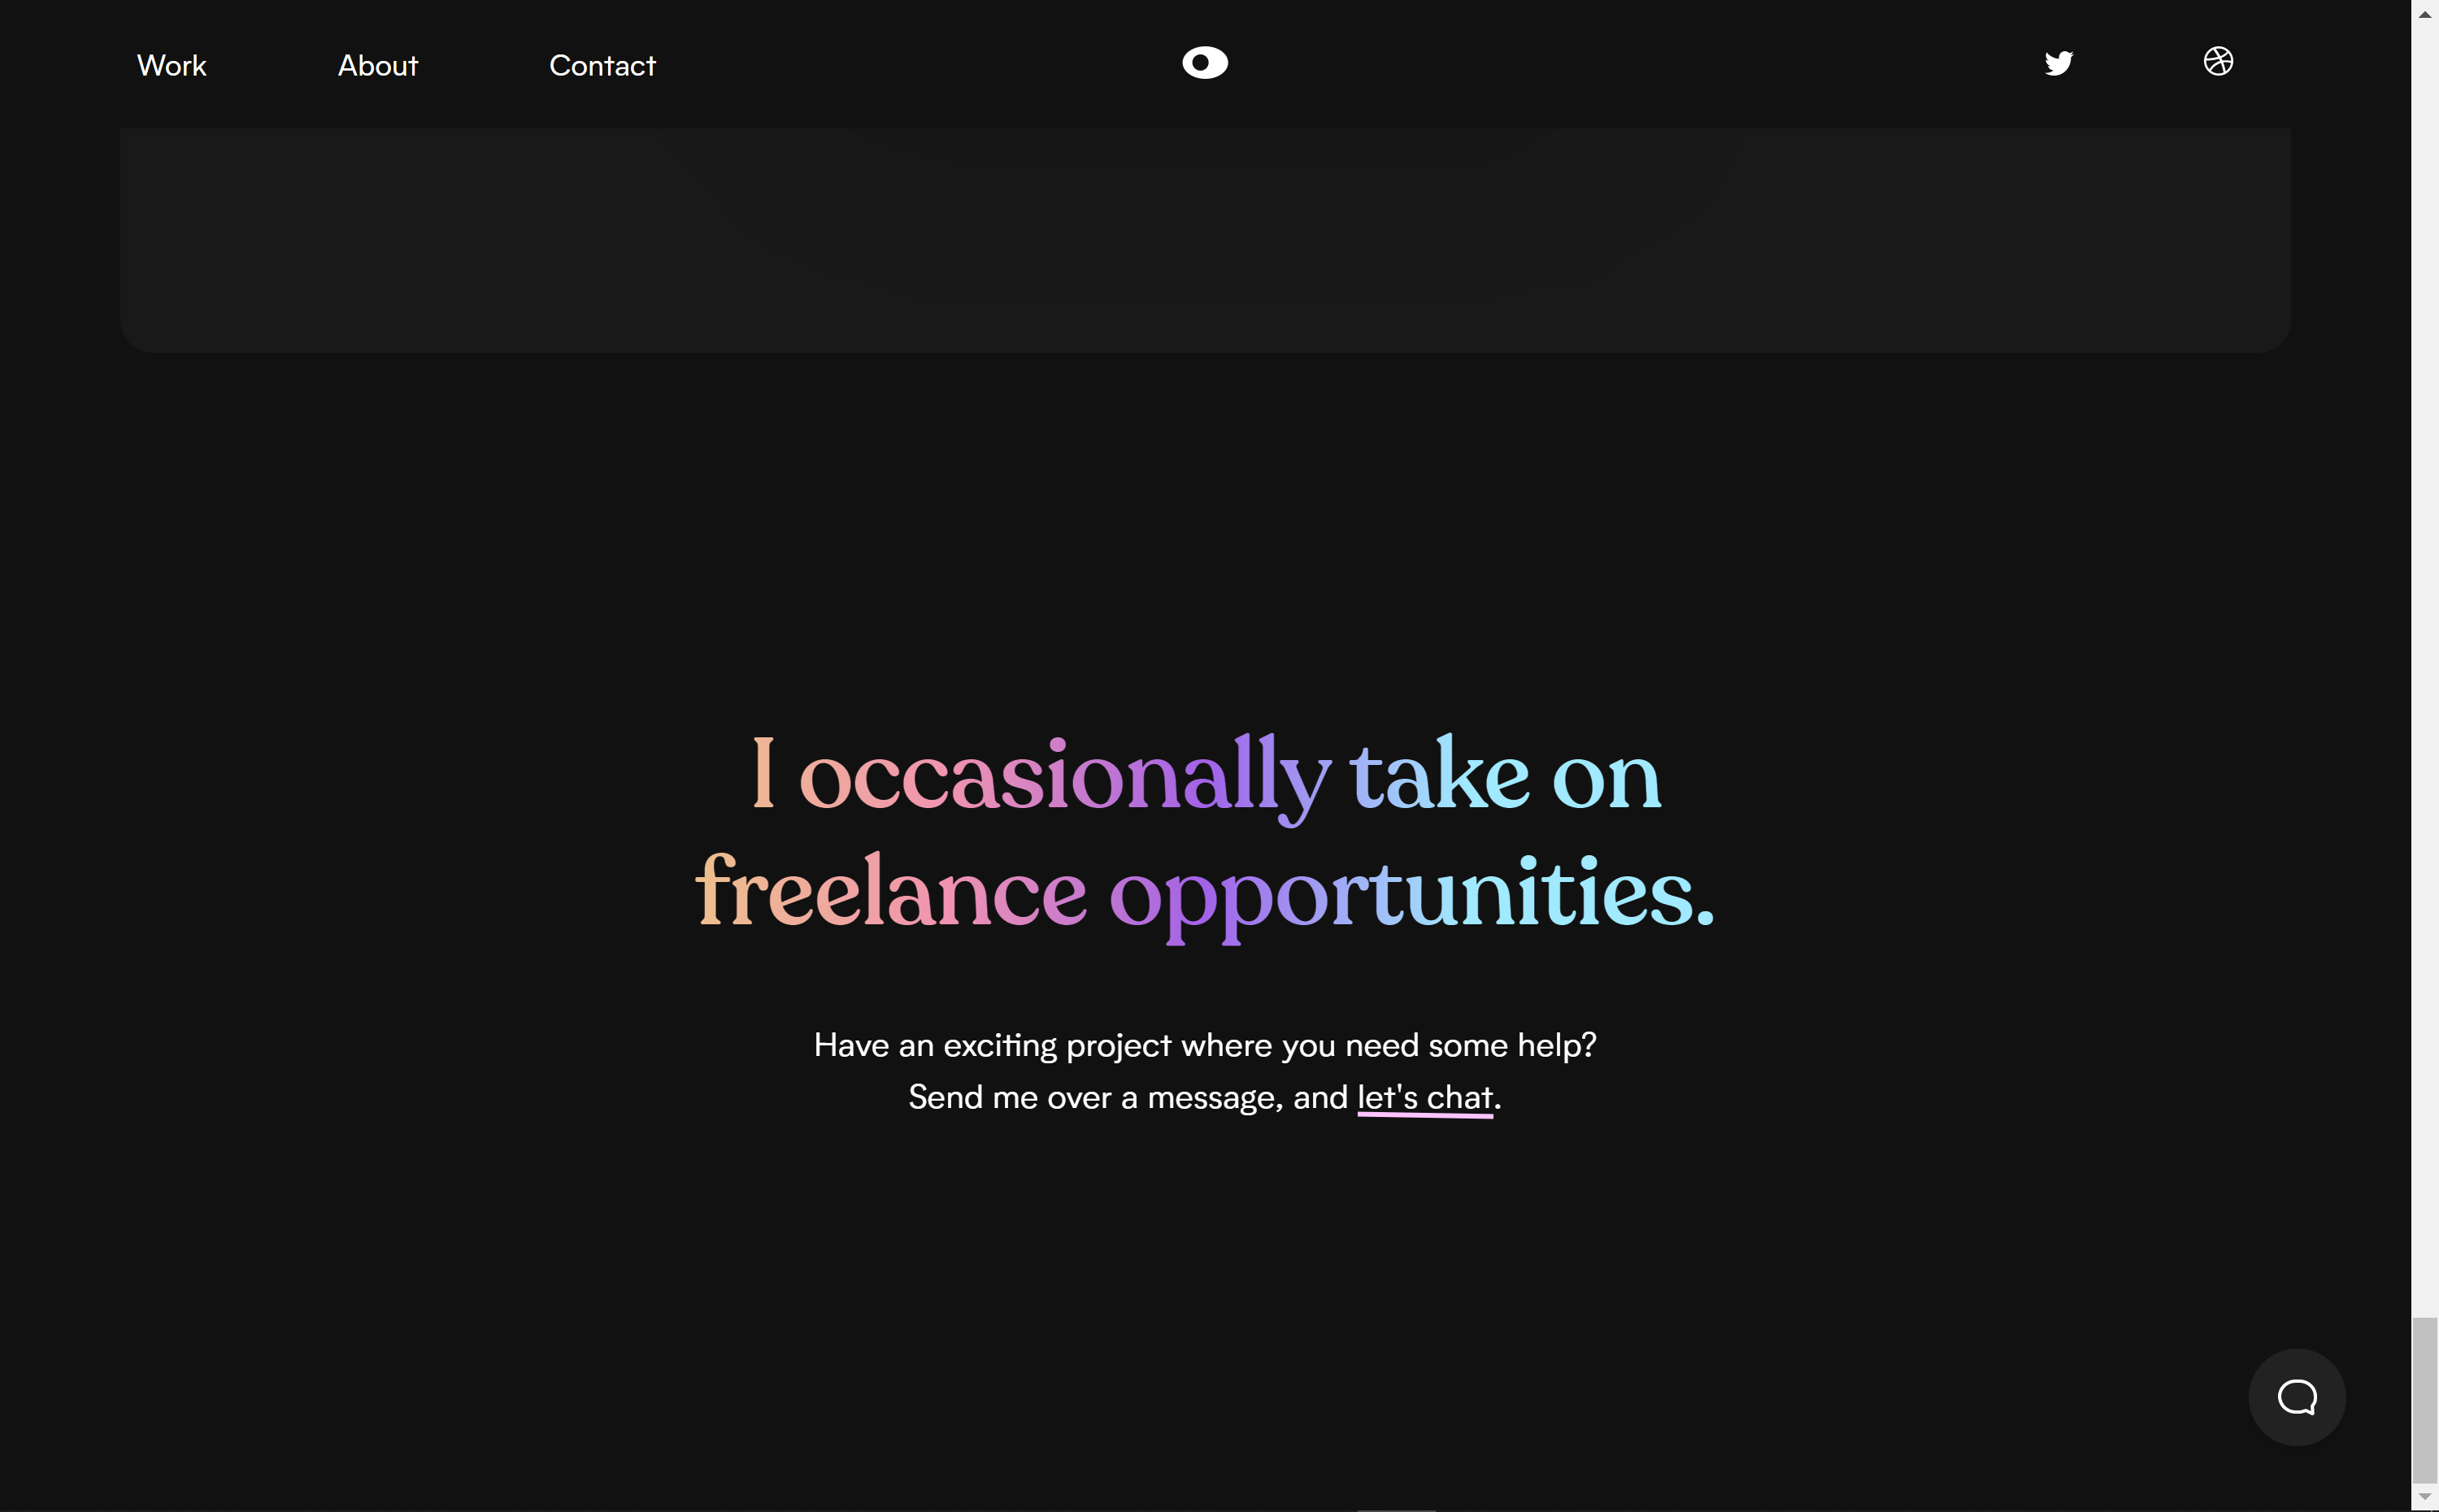 Work
About
Contact
I occasionally take on
freelance opportunities.
Have an exciting project where you need some help?
Send me over a message, and let's chat.